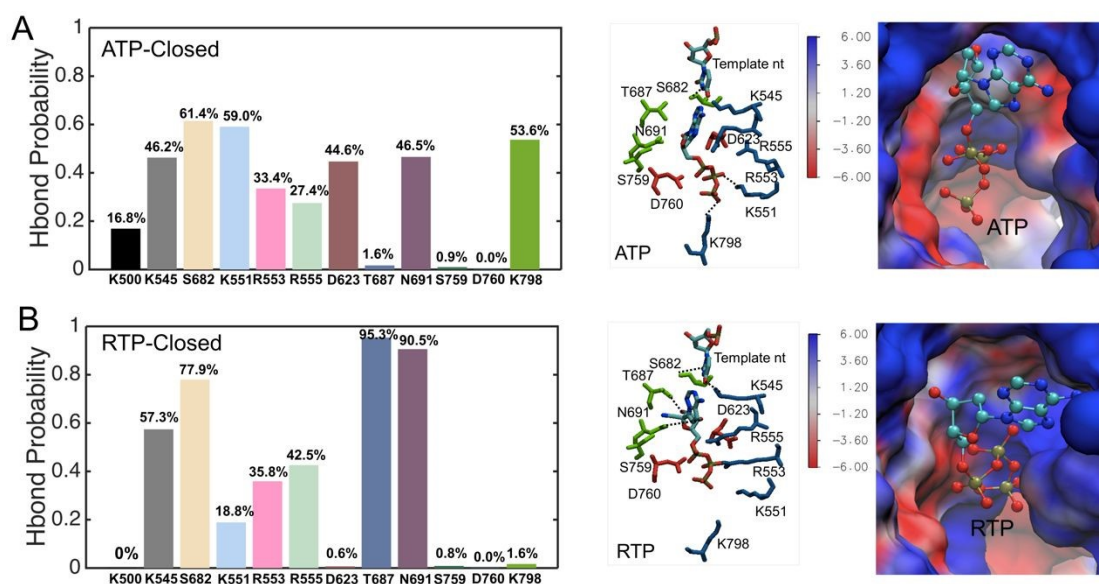 A
ATP-Closed
Hbond Probability
1
0.8
0.6
0.4
0.2
0
16.8%
46.2%
61.4%
59.0%
33.4%
27.4%
44.6%
1.6%
46.5%
0.9%
0.0%
53.6%
K500 K545 S682 K551 R553 R555 D623 T687 N691 S759 D760 K798
Template nt
S682
T687
K545
N691
D623
R555
S759
R553
D760
K551
K798
ATP
6.00
3.60
1.20
-1.20
-3.60
-6.00
ATP
B
RTP-Closed
Hbond Probability
1
0.8
0.6
0.4
0.2
0
0%
57.3%
77.9%
18.8%
35.8%
42.5%
0.6%
95.3%
90.5%
0.8%
0.0%
1.6%
K500 K545 S682 K551 R553 R555 D623 T687 N691 S759 D760 K798
S682
Template nt
T687
K545
N691
D623
R555
S759
R553
D760
K551
K798
RTP
6.00
3.60
1.20
-1.20
-3.60
-6.00
RTP